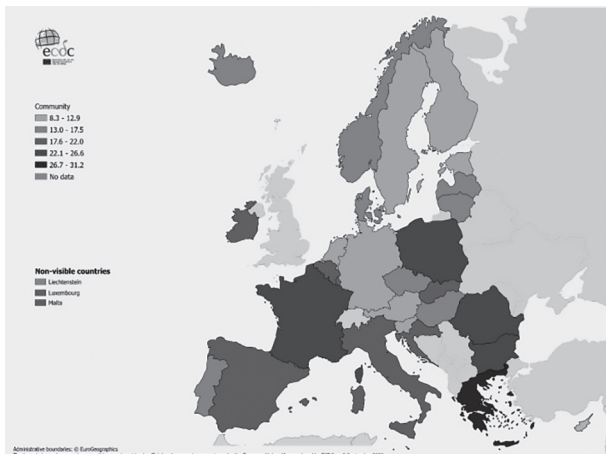 ecdc
Community
8.3 - 12.9
13.0 - 17.5
17.6 - 22.0
22.1 - 26.6
26.7 - 31.2
No data
Non-visible countries
Liechtenstein
Luxembourg
Malta
Administrative boundaries: © EuroGeographics